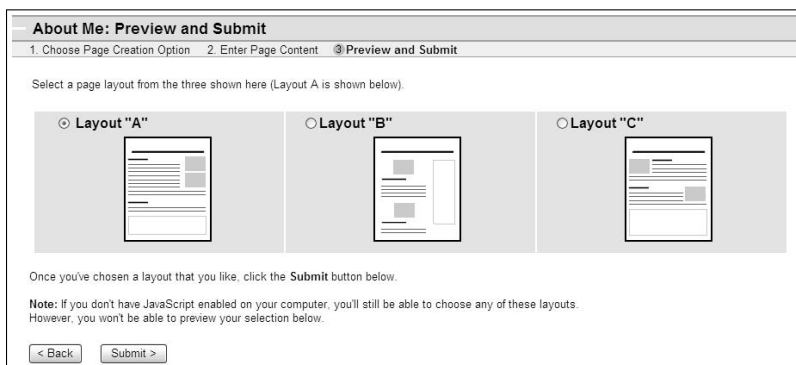 About Me: Preview and Submit
1. Choose Page Creation Option 2. Enter Page Content 3 Preview and Submit
Select a page layout from the three shown here (Layout A is shown below).
Layout "A" Layout "B" Layout "C"
Once you've chosen a layout that you like, click the Submit button below.
Note: If you don't have JavaScript enabled on your computer, you'll still be able to choose any of these layouts.
However, you won't be able to preview your selection below.
< Back Submit >